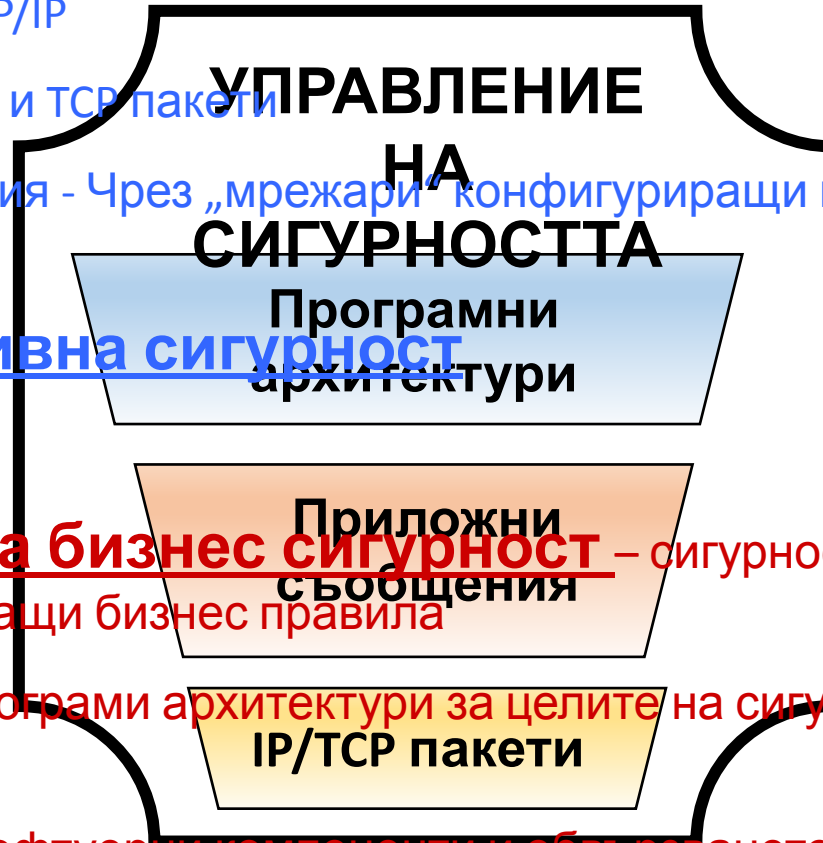 P/IP
УПРАВЛЕНИЕ
и TCP пакети
НА
ия - Чрез „мрежари“ конфигуриращи
СИГУРНОСТТА
Програмни
ивна сигурност
архитектури
Приложни
а бизнес сигурност – сигурно
съобщения
ащи бизнес правила
ограми архитектури за целите на сигу
IP/TCP пакети